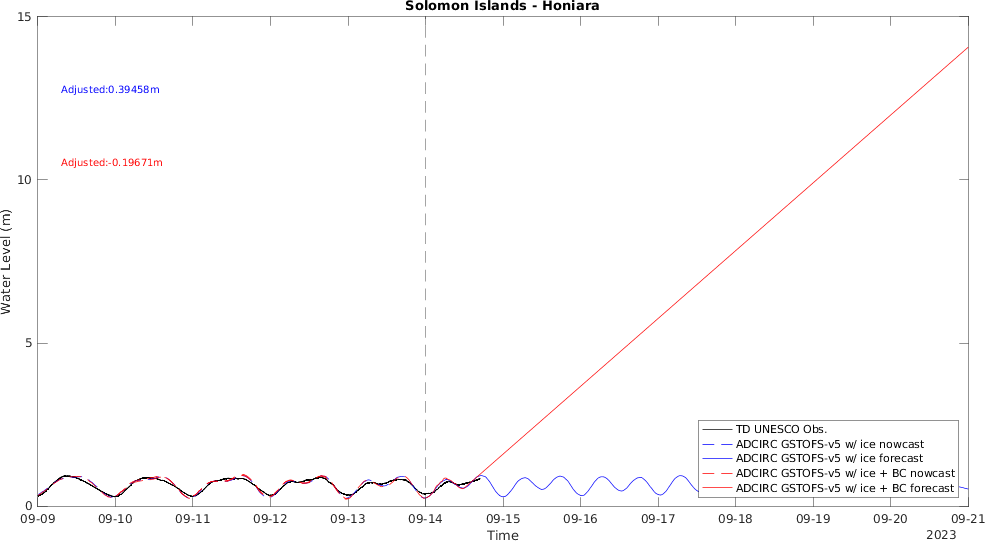 Solomon Islands - Honiara
15
10
5
0
Water Level (m)
Adjusted:0.39458m
Adjusted:-0.19671m
TD UNESCO Obs.
ADCIRC GSTOFS-v5 w/ ice nowcast
ADCIRC GSTOFS-v5 w/ ice forecast
ADCIRC GSTOFS-v5 w/ ice + BC nowcast
ADCIRC GSTOFS-v5 w/ ice + BC forecast
09-09 09-10 09-11 09-12 09-13 09-14 09-15 09-16 09-17 09-18 09-19 09-20 09-21
Time
2023